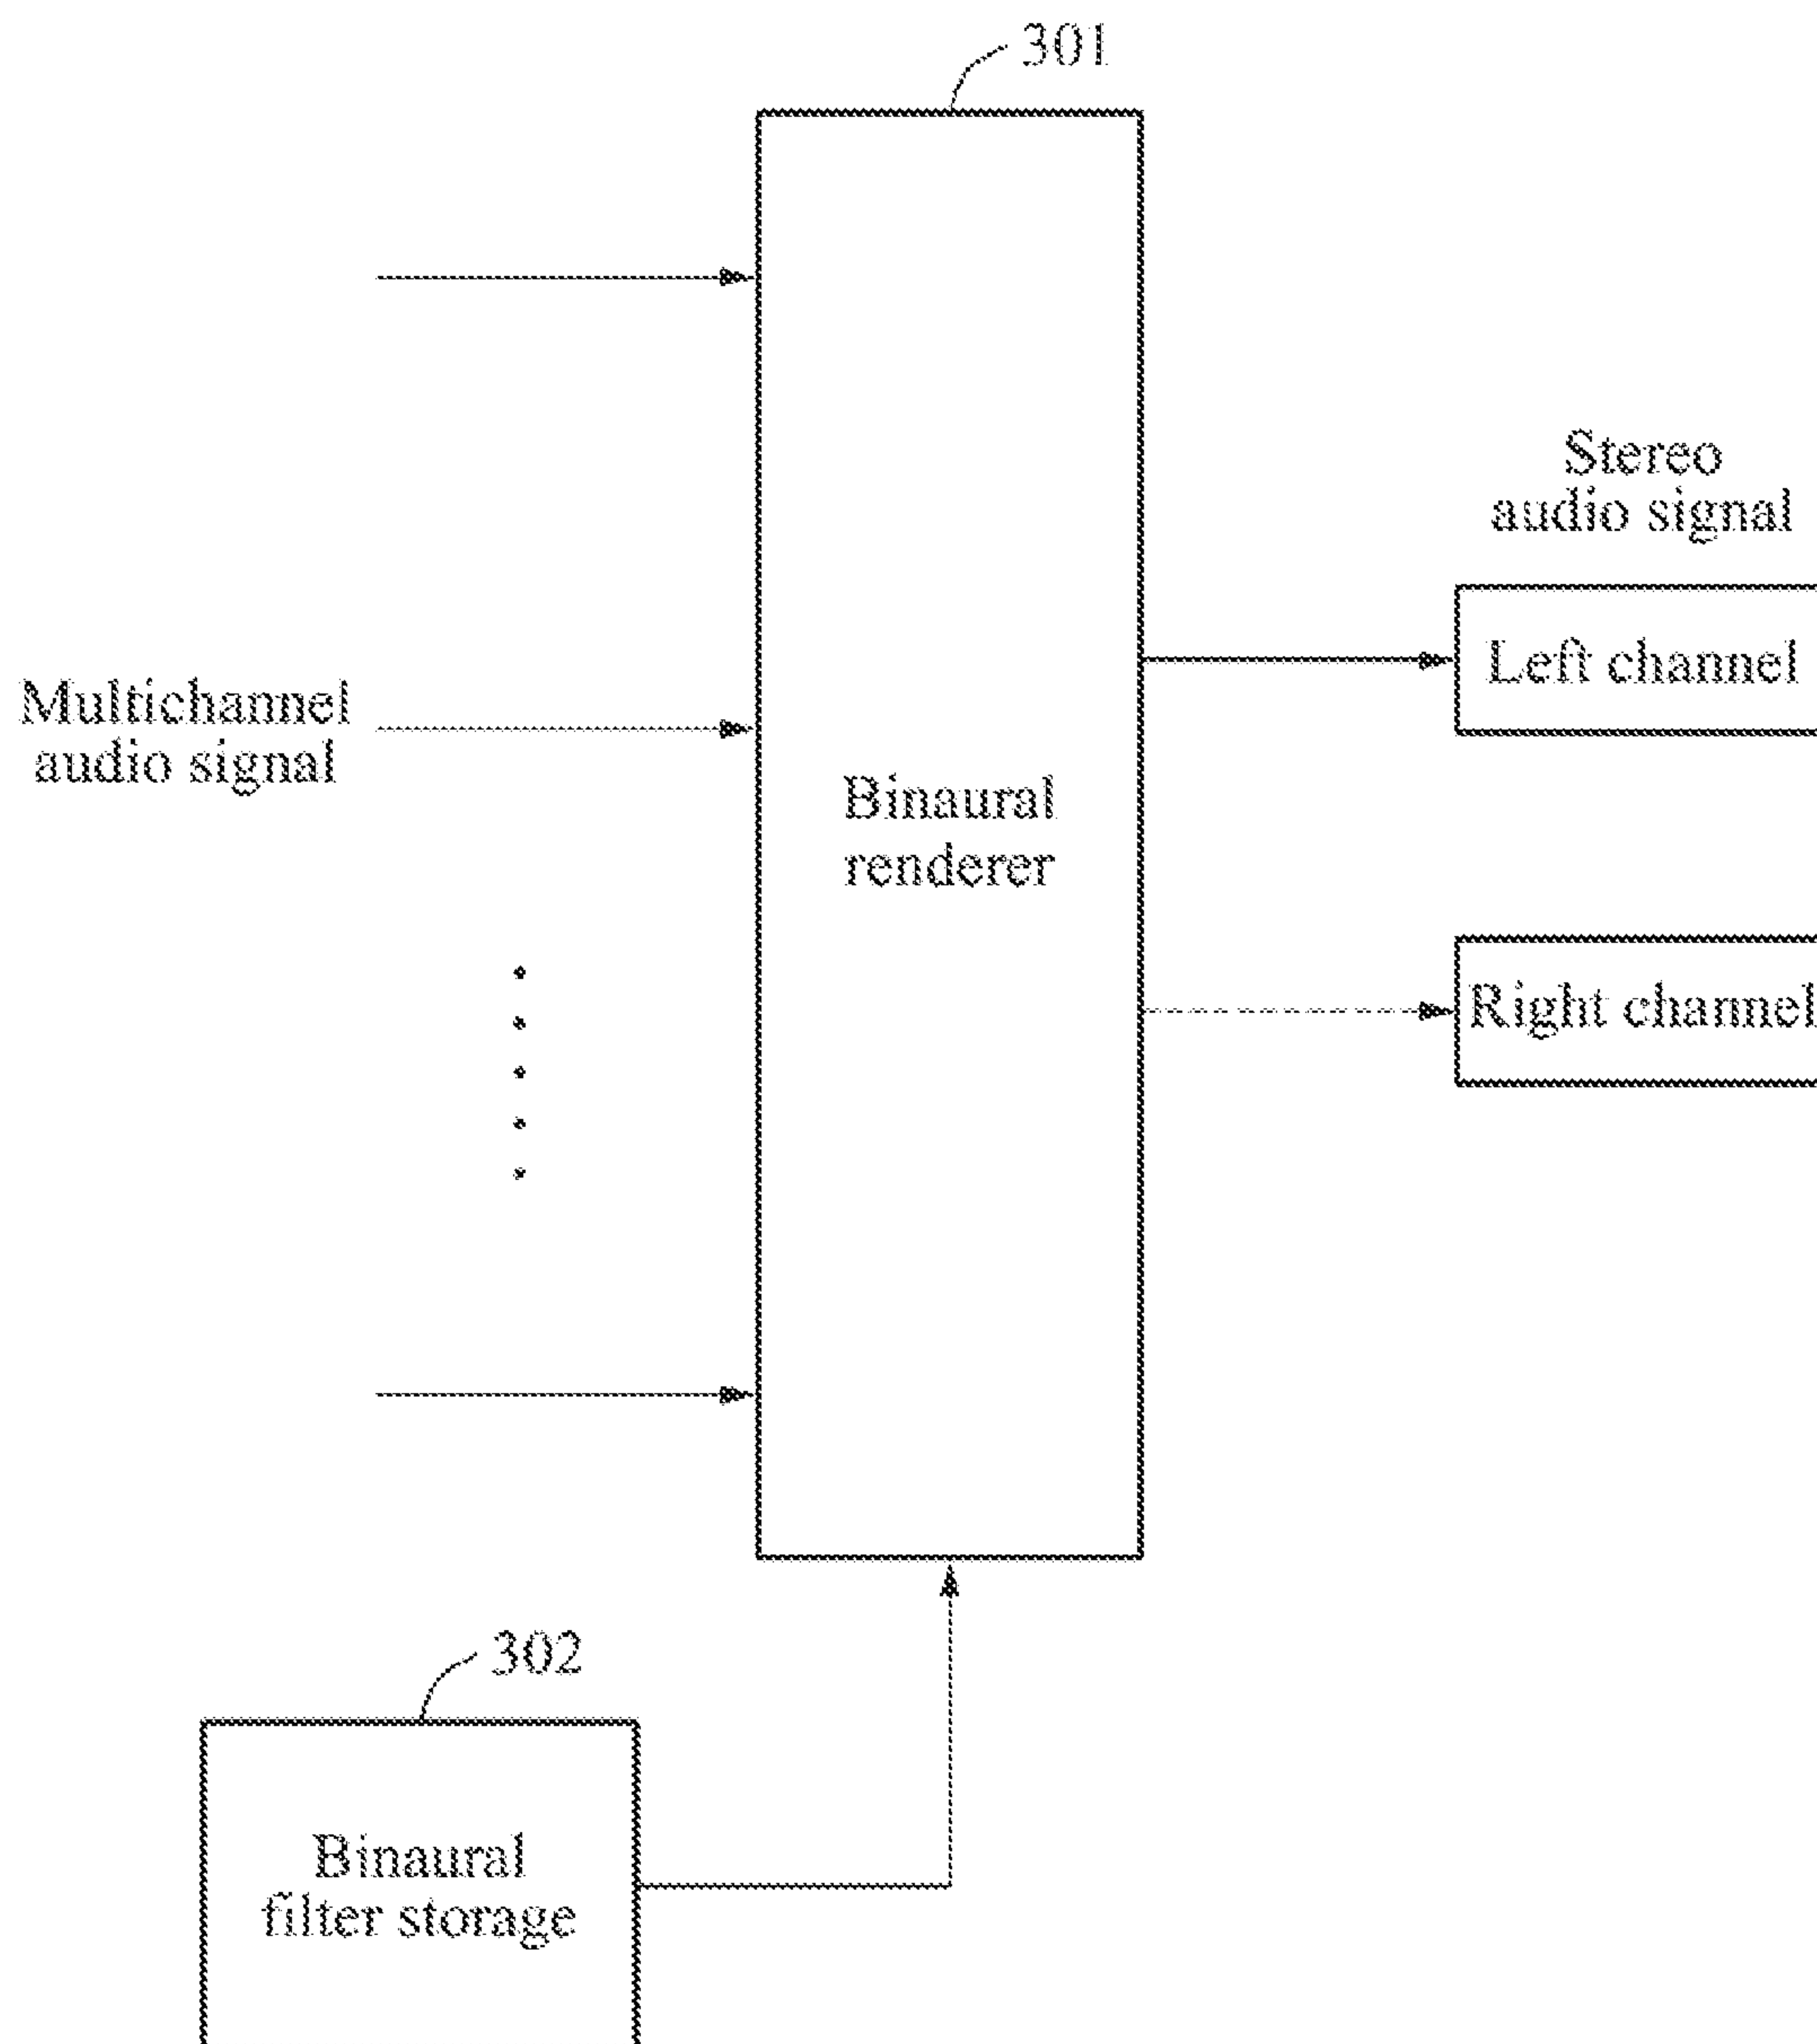 301
Stereo
audio signal
Left channel
Multichannel
audio signal
Binaural
renderer
Right channel
302
Binaural
filter storage